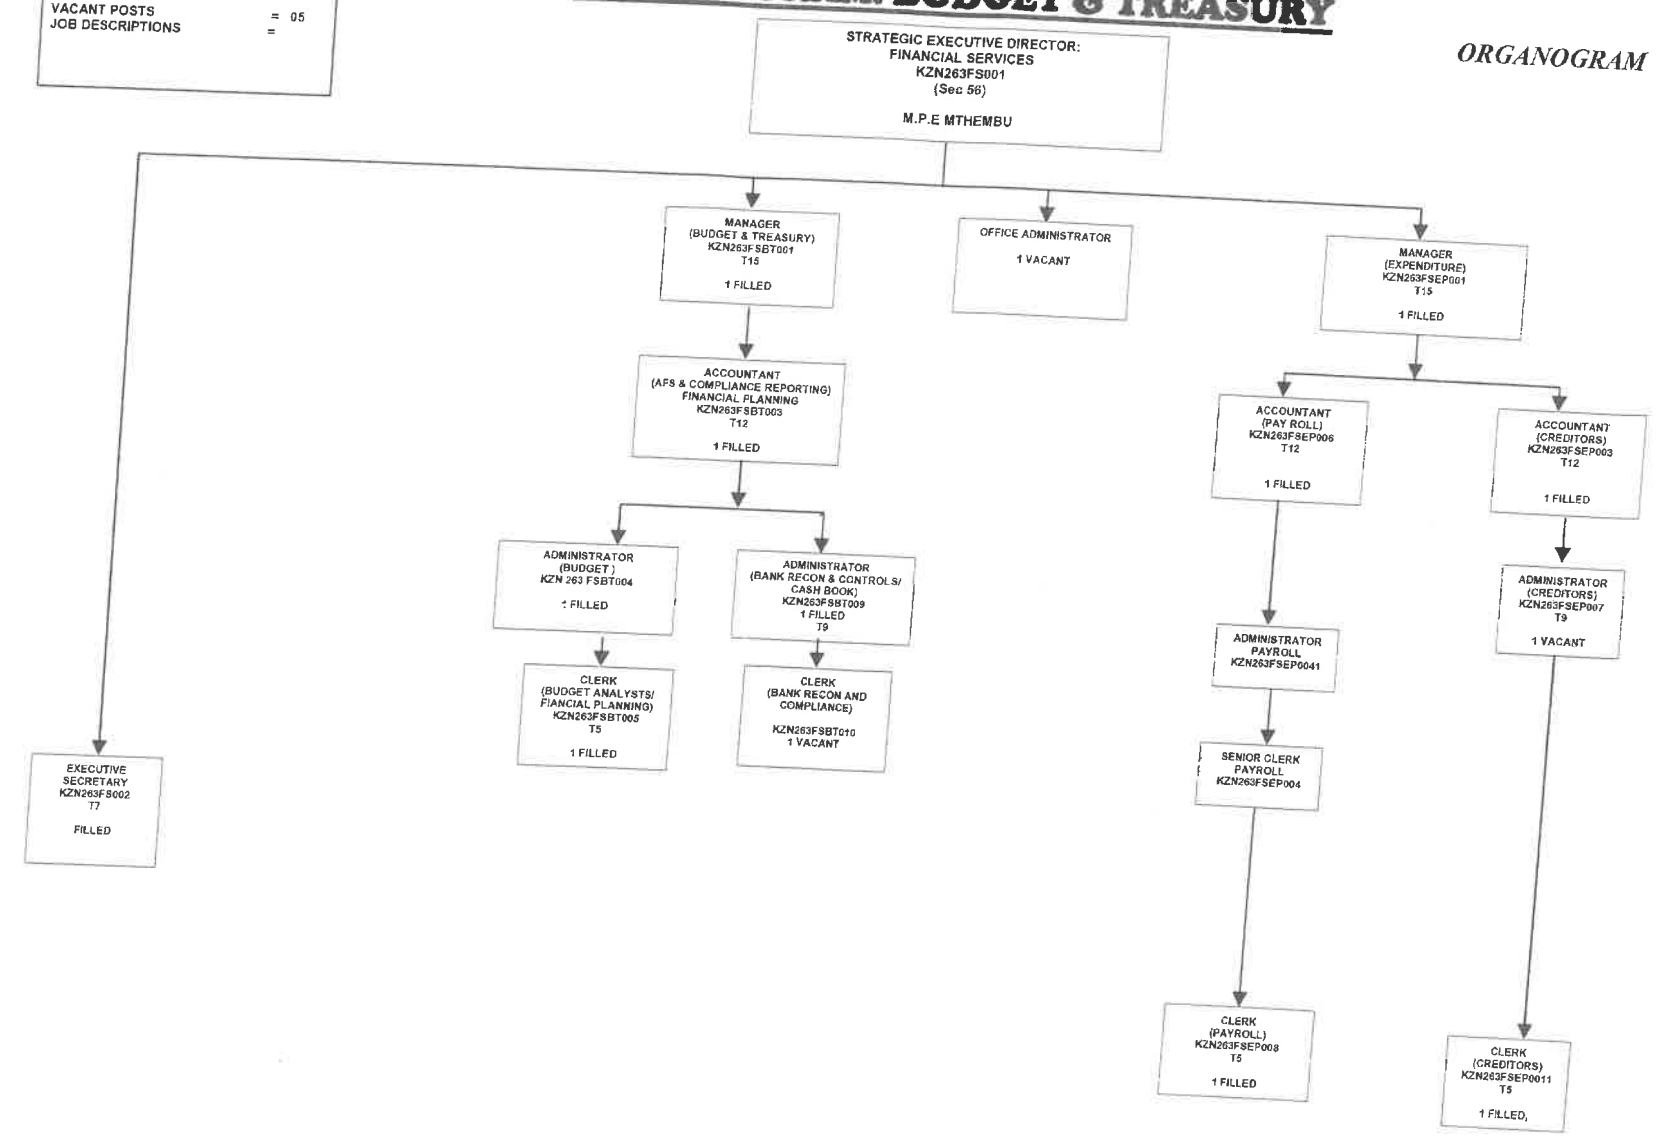 VACANT POSTS = 05
JOB DESCRIPTIONS =
BUDGET & TREASURY
ORGANOGRAM
STRATEGIC EXECUTIVE DIRECTOR:
FINANCIAL SERVICES
KZN263FS001
(Sec 56)
M.P.E MTHEMBU
MANAGER
(BUDGET & TREASURY)
KZN263FSBT001
T15
1 FILLED
OFFICE ADMINISTRATOR
1 VACANT
MANAGER
(EXPENDITURE)
KZN263FSEP001
T15
1 FILLED
ACCOUNTANT
(AFS & COMPLIANCE REPORTING)
FINANCIAL PLANNING
KZN263FSBT003
T12
1 FILLED
ACCOUNTANT
(PAY ROLL)
KZN263FSEP006
T12
1 FILLED
ACCOUNTANT
(CREDITORS)
KZN263FSEP003
T12
1 FILLED
ADMINISTRATOR
(BUDGET )
KZN 263 FSBT004
1 FILLED
ADMINISTRATOR
(BANK RECON & CONTROLS/
CASH BOOK)
KZN263FSBT009
1 FILLED
T9
ADMINISTRATOR
(CREDITORS)
KZN263FSEP007
T9
1 VACANT
ADMINISTRATOR
PAYROLL
KZN263FSEP0041
CLERK
(BUDGET ANALYSTS/
FIANCIAL PLANNING)
KZN263FSBT005
T5
1 FILLED
CLERK
(BANK RECON AND
COMPLIANCE)
KZN263FSBT010
1 VACANT
SENIOR CLERK
PAYROLL
KZN263FSEP004
EXECUTIVE
SECRETARY
KZN263FS002
T7
FILLED
CLERK
(PAYROLL)
KZN263FSEP008
T5
1 FILLED
CLERK
(CREDITORS)
KZN263FSEP0011
T5
1 FILLED,